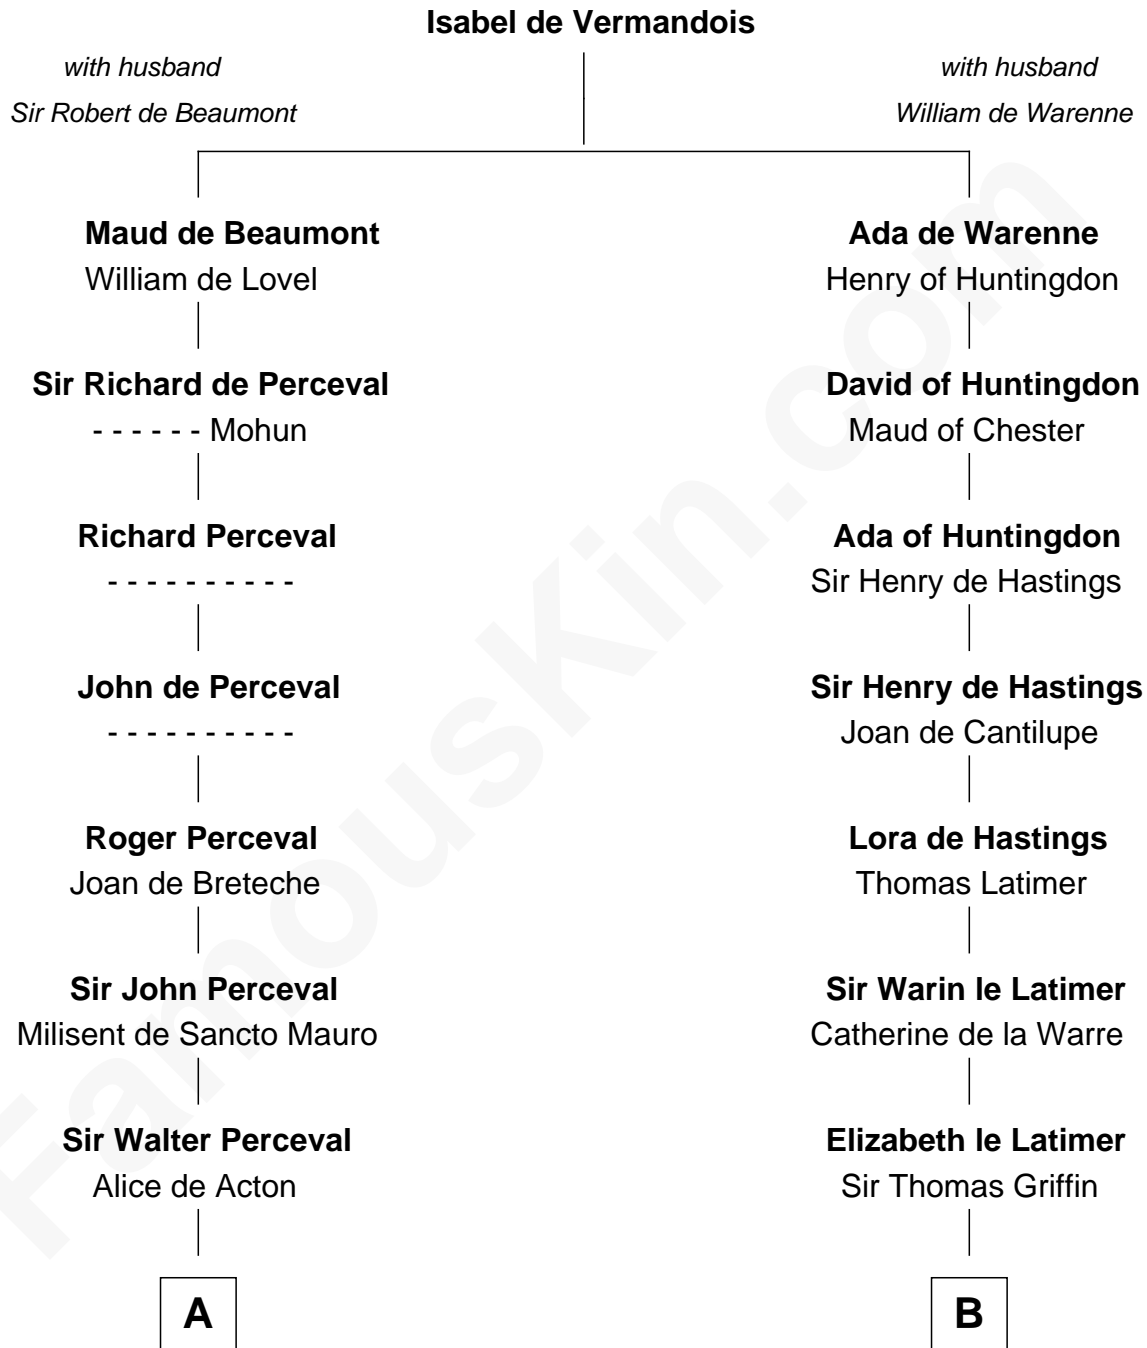 Isabel de Vermandois
with husband
Sir Robert de Beaumont
with husband
William de Warenne
Maud de Beaumont
William de Lovel
Sir Richard de Perceval
- - - - - - Mohun
Richard Perceval
- - - - - - - - - -
John de Perceval
- - - - - - - - - -
Roger Perceval
Joan de Breteche
Sir John Perceval
Milisent de Sancto Mauro
Sir Walter Perceval
Alice de Acton
A
Ada de Warenne
Henry of Huntingdon
David of Huntingdon
Maud of Chester
Ada of Huntingdon
Sir Henry de Hastings
Sir Henry de Hastings
Joan de Cantilupe
Lora de Hastings
Thomas Latimer
Sir Warin le Latimer
Catherine de la Warre
Elizabeth le Latimer
Sir Thomas Griffin
B
FamousKin.com